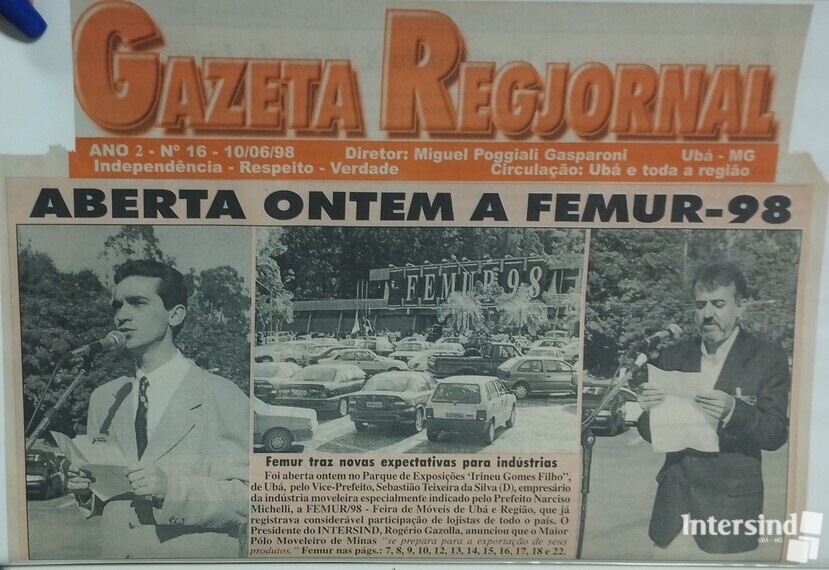 GAZETA REGJORNAL
ANO 2 - Nº 16 - 10/06/98 Diretor: Miguel Poggiali Gasparoni Ubá - MG
Independência - Respeito - Verdade Circulação: Ubá e toda a região
ABERTA ONTEM A FEMUR-98
FEMUR 98
Femur traz novas expectativas para indústrias
Foi aberta ontem no Parque de Exposições 'Irineu Gomes Filho",
de Ubá, pelo Vice-Prefeito, Sebastião Teixeira da Silva (D), empresário
da indústria moveleira especialmente indicado pelo Prefeito Narciso
Michelli, a FEMUR/98 - Feira de Móveis de Ubá e Região, que já
registrava considerável participação de lojistas de todo o país. O
Presidente do INTERSIND, Rogério Gazolla, anunciou que o Maior
Pólo Moveleiro de Minas "se prepara para a exportação de seus
produtos." Femur nas págs.: 7, 8, 9, 10, 12, 13, 14, 15, 16, 17, 18 e 22.
Intersind
UBÁ - MG